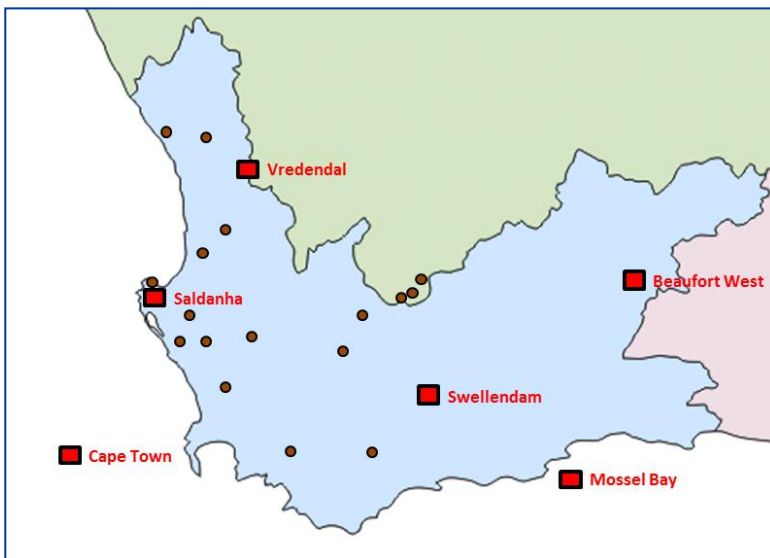 Vredendal
Saldanha
Beaufort West
Swellendam
Cape Town
Mossel Bay